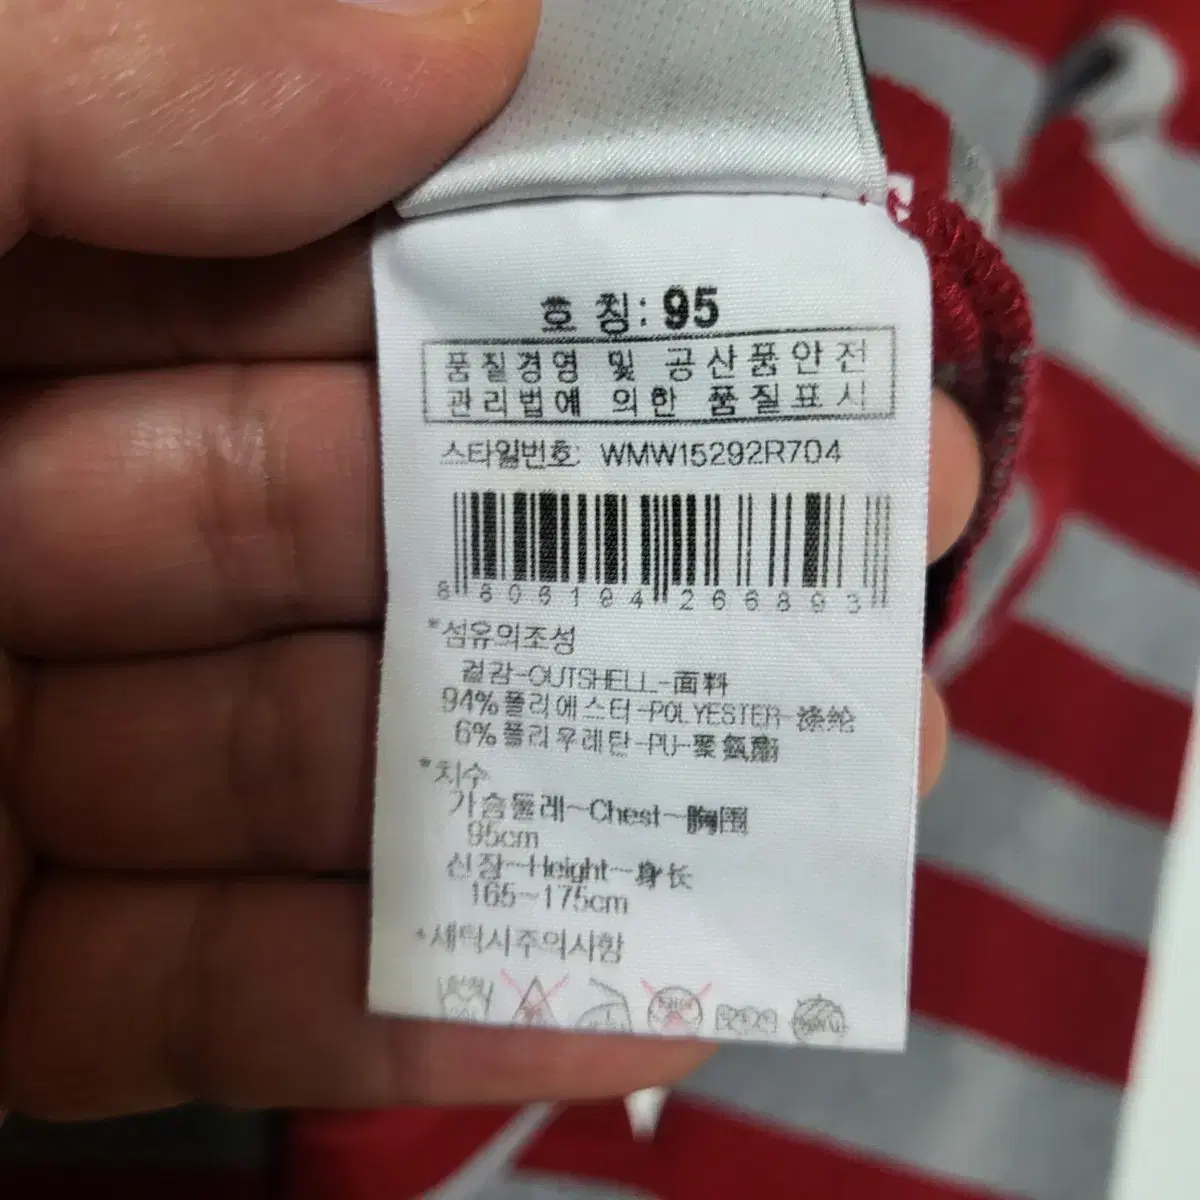 호 칭: 95
품질경영 및 공산품안전
관리법에 의한 품질표시
스타일번호: WMW15292R704
8 806194 266893
*섬유의조성
겉감-OUTSHELL-面料
94%폴리에스터-POLYESTER-涤纶
6%폴리우레탄-PU-聚氨酯
*치수
가슴둘레-Chest-胸围
95cm
신장-Height-身长
165~175cm
*세탁시주의사항